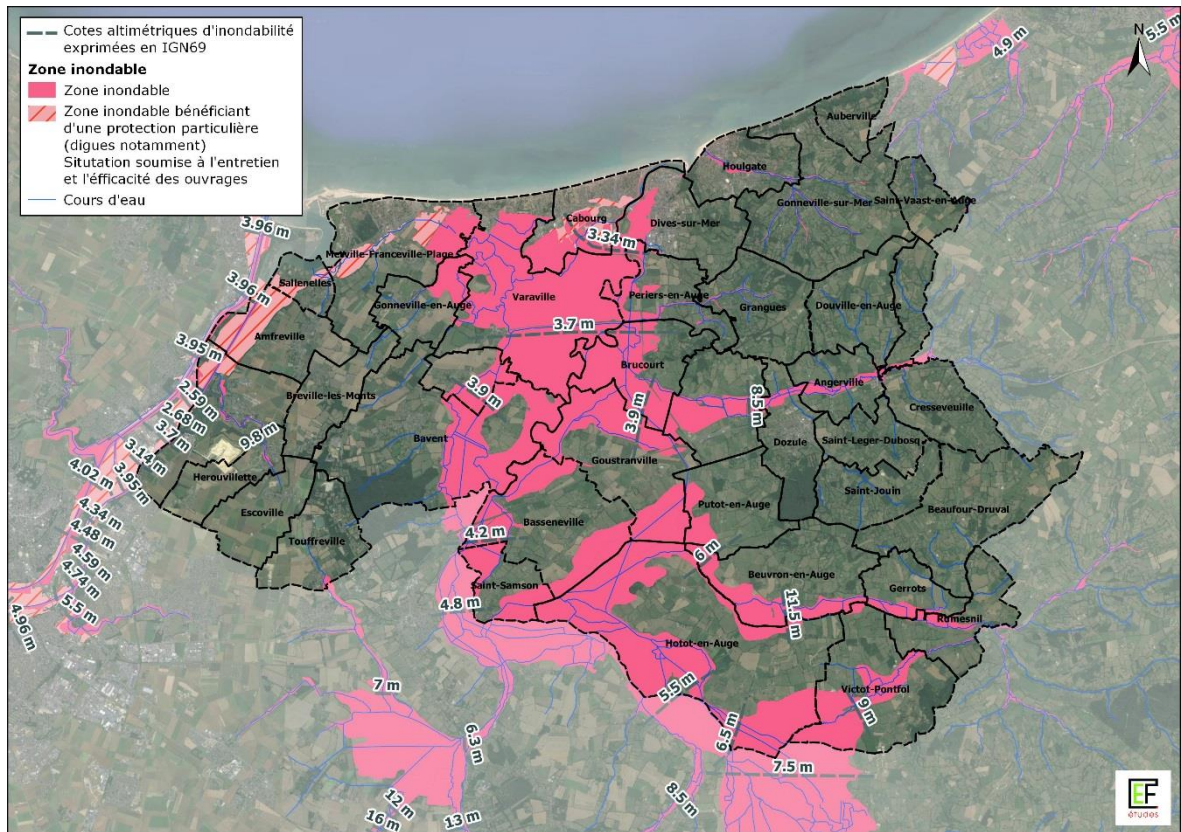 Cotes altimétriques d'inondabilité
exprimées en IGN69
Zone inondable
Zone inondable
Zone inondable bénéficiant
d'une protection particulière
(digues notamment)
Situtation soumise à l'entretien
et l'éfficacité des ouvrages
Cours d'eau
N
5.5 m
4.9 m
Auberville
Houlgate
Gonneville-sur-Mer
Saint-Vaast-en-Auge
Cabourg
Dives-sur-Mer
3.34 m
3.96 m
Merville-Franceville-Plage
3.96 m
Sallenelles
Gonneville-en-Auge
Varaville
Periers-en-Auge
Grangues
Douville-en-Auge
3.7 m
Amfreville
3.95 m
Brucourt
Angerville
Breville-les-Monts
3.9 m
3.9 m
8.5 m
Cresseveuille
2.59 m
2.68 m
3.7 m
9.8 m
Bavent
Dozule
Saint-Leger-Dubosq
3.14 m
4.02 m
3.95 m
Goustranville
Herouvillette
Putot-en-Auge
Saint-Jouin
4.34 m
Escoville
Basseneville
Beaufour-Druval
4.48 m
Touffreville
4.2 m
4.59 m
6 m
4.74 m
Saint-Samson
Beuvron-en-Auge
Gerrots
5.5 m
4.8 m
11.5 m
4.96 m
Rumesnil
Hotot-en-Auge
7 m
5.5 m
Victot-Pontfol
9 m
6.3 m
6.5 m
7.5 m
8.5 m
12 m
16 m
13 m
EF
études